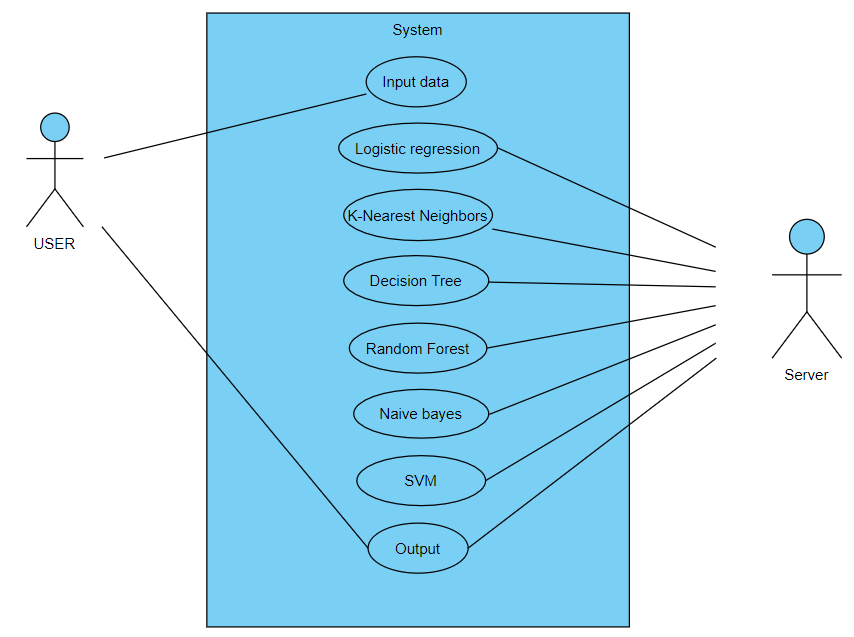 System
Input data
Logistic regression
K-Nearest Neighbors
Decision Tree
Random Forest
Naive bayes
SVM
Output
USER
Server